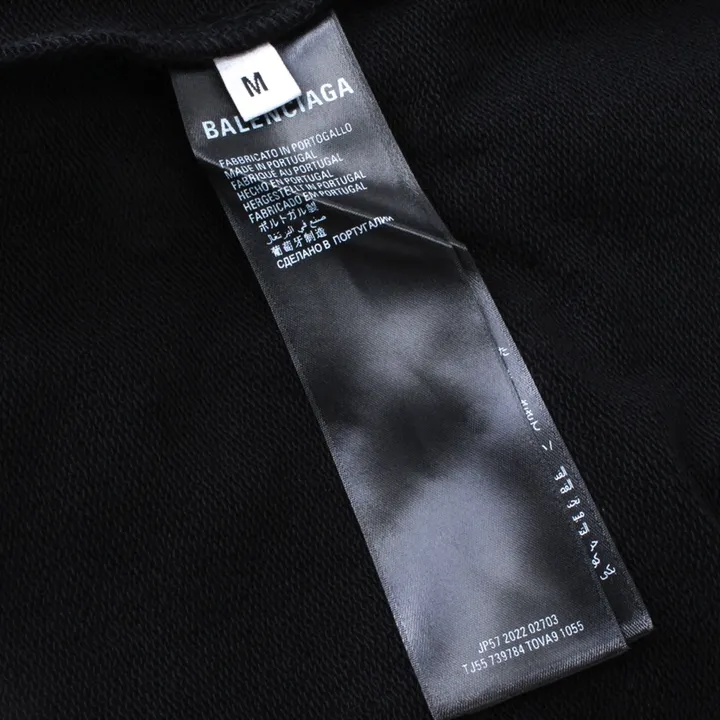 M
BALENCIAGA
FABBRICATO IN PORTOGALLO
MADE IN PORTUGAL
FABRIQUÉ AU PORTUGAL
HECHO EN PORTUGAL
HERGESTELLT IN PORTUGAL
FABRICADO EM PORTUGAL
ポルトガル製
صنع في البرتغال
葡萄牙制造
СДЕЛАНО В ПОРТУГАЛИИ
JP57 2022 02703
TJ55 739784 TOVA9 1055